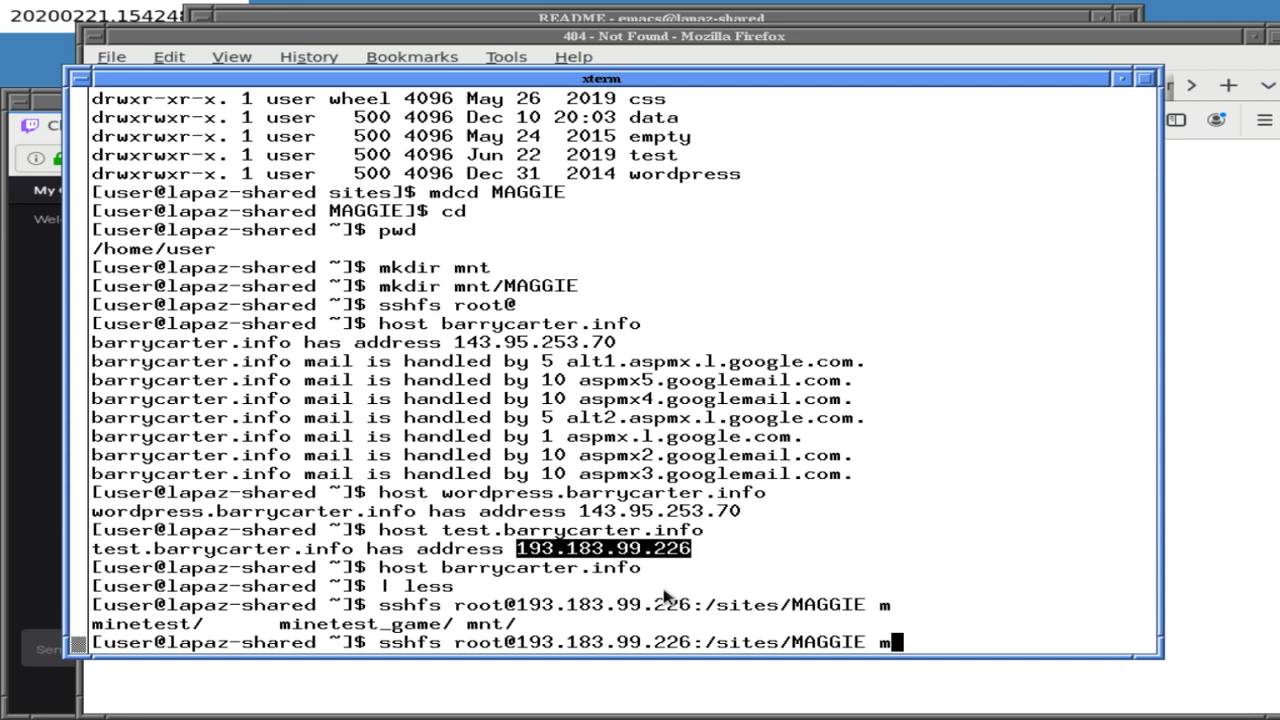 20200221.15424
README - emacs@lapaz-shared
404 - Not Found - Mozilla Firefox
File Edit View History Bookmarks Tools Help
xterm
drwxr-xr-x. 1 user wheel 4096 May 26  2019 css
drwxrwxr-x. 1 user   500 4096 Dec 10 20:03 data
drwxrwxr-x. 1 user   500 4096 May 24  2015 empty
drwxrwxr-x. 1 user   500 4096 Jun 22  2019 test
drwxrwxr-x. 1 user   500 4096 Dec 31  2014 wordpress
[user@lapaz-shared sites]$ mdcd MAGGIE
[user@lapaz-shared MAGGIE]$ cd
[user@lapaz-shared ~]$ pwd
/home/user
[user@lapaz-shared ~]$ mkdir mnt
[user@lapaz-shared ~]$ mkdir mnt/MAGGIE
[user@lapaz-shared ~]$ sshfs root@
[user@lapaz-shared ~]$ host barrycarter.info
barrycarter.info has address 143.95.253.70
barrycarter.info mail is handled by 5 alt1.aspmx.l.google.com.
barrycarter.info mail is handled by 10 aspmx5.googlemail.com.
barrycarter.info mail is handled by 10 aspmx4.googlemail.com.
barrycarter.info mail is handled by 5 alt2.aspmx.l.google.com.
barrycarter.info mail is handled by 1 aspmx.l.google.com.
barrycarter.info mail is handled by 10 aspmx2.googlemail.com.
barrycarter.info mail is handled by 10 aspmx3.googlemail.com.
[user@lapaz-shared ~]$ host wordpress.barrycarter.info
wordpress.barrycarter.info has address 143.95.253.70
[user@lapaz-shared ~]$ host test.barrycarter.info
test.barrycarter.info has address 193.183.99.226
[user@lapaz-shared ~]$ host barrycarter.info
[user@lapaz-shared ~]$ | less
[user@lapaz-shared ~]$ sshfs root@193.183.99.226:/sites/MAGGIE m
minetest/      minetest_game/ mnt/
[user@lapaz-shared ~]$ sshfs root@193.183.99.226:/sites/MAGGIE m
My
Wel
Sen